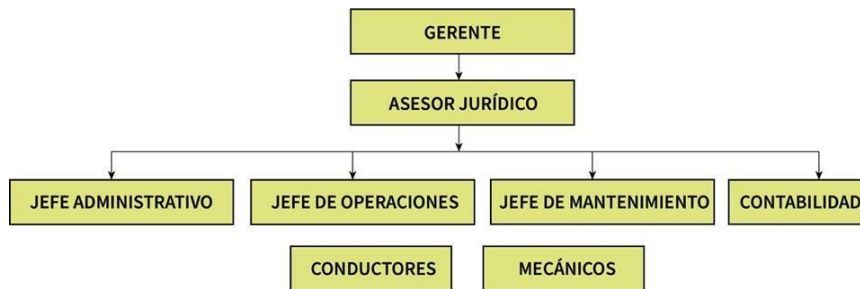 GERENTE
ASESOR JURÍDICO
JEFE ADMINISTRATIVO
JEFE DE OPERACIONES
JEFE DE MANTENIMIENTO
CONTABILIDAD
CONDUCTORES
MECÁNICOS